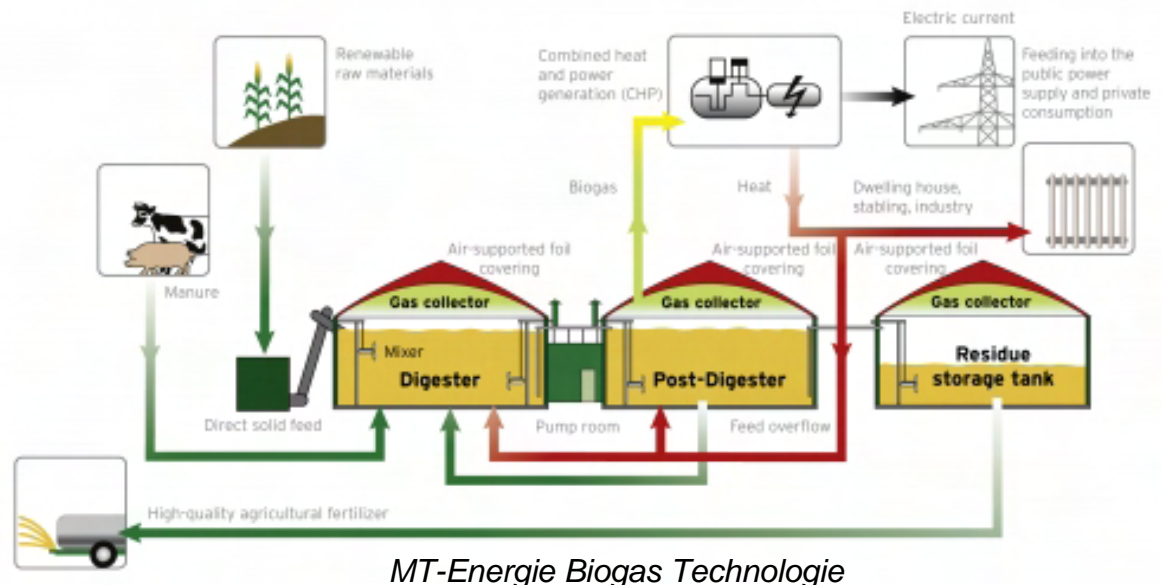 Electric current
Renewable
raw materials
Combined heat
and power
generation (CHP)
Feeding into the
public power
supply and private
consumption
Biogas
Heat
Dwelling house,
stabling, industry
Manure
Air-supported foil
covering
Air-supported foil
covering
Air-supported foil
covering
Gas collector
Gas collector
Gas collector
Mixer
Digester
Post-Digester
Residue
storage tank
Direct solid feed
Pump room
Feed overflow
High-quality agricultural fertilizer
MT-Energie Biogas Technologie